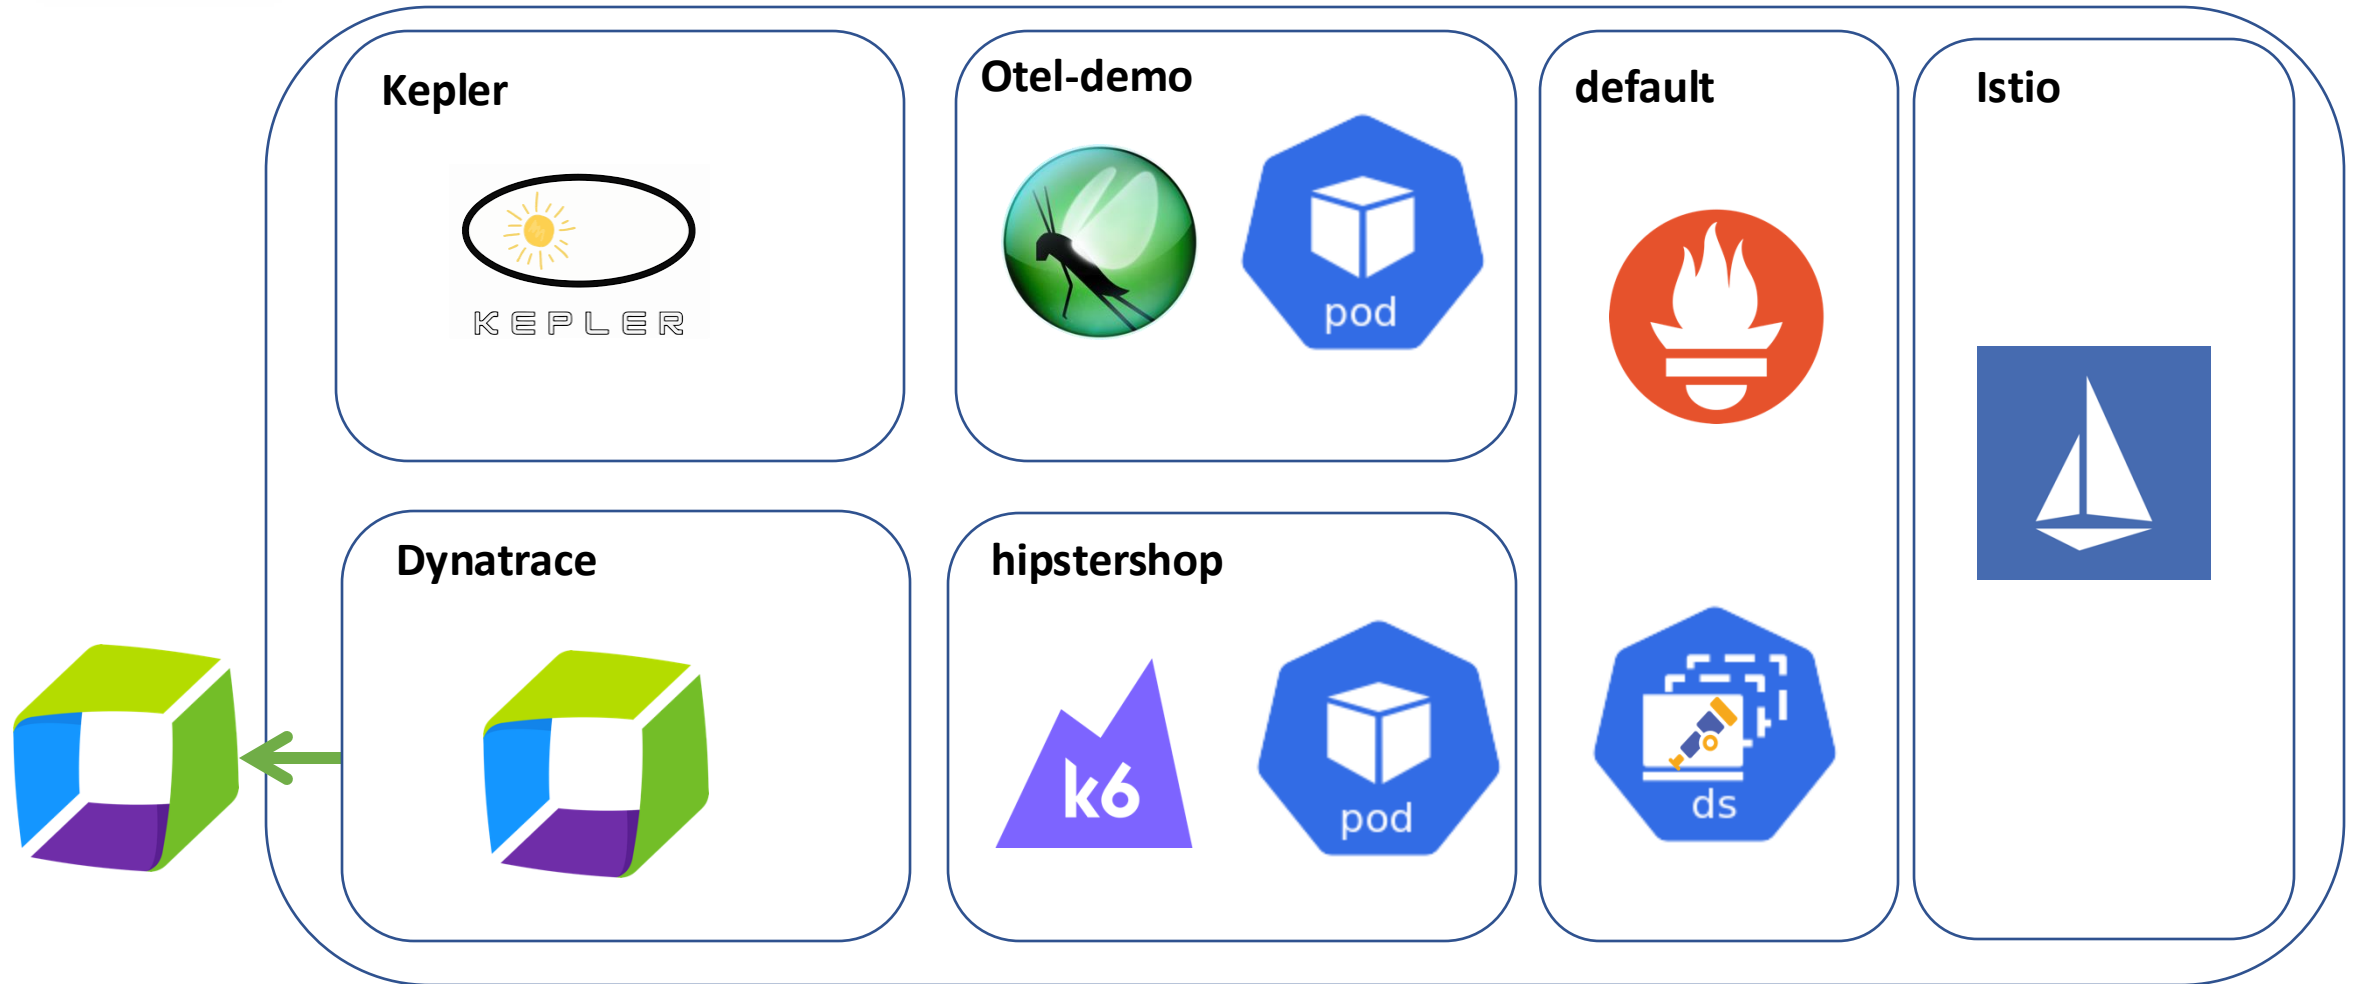 Kepler
KEPLER
Otel-demo
pod
default
Istio
Dynatrace
hipstershop
k6
pod
ds